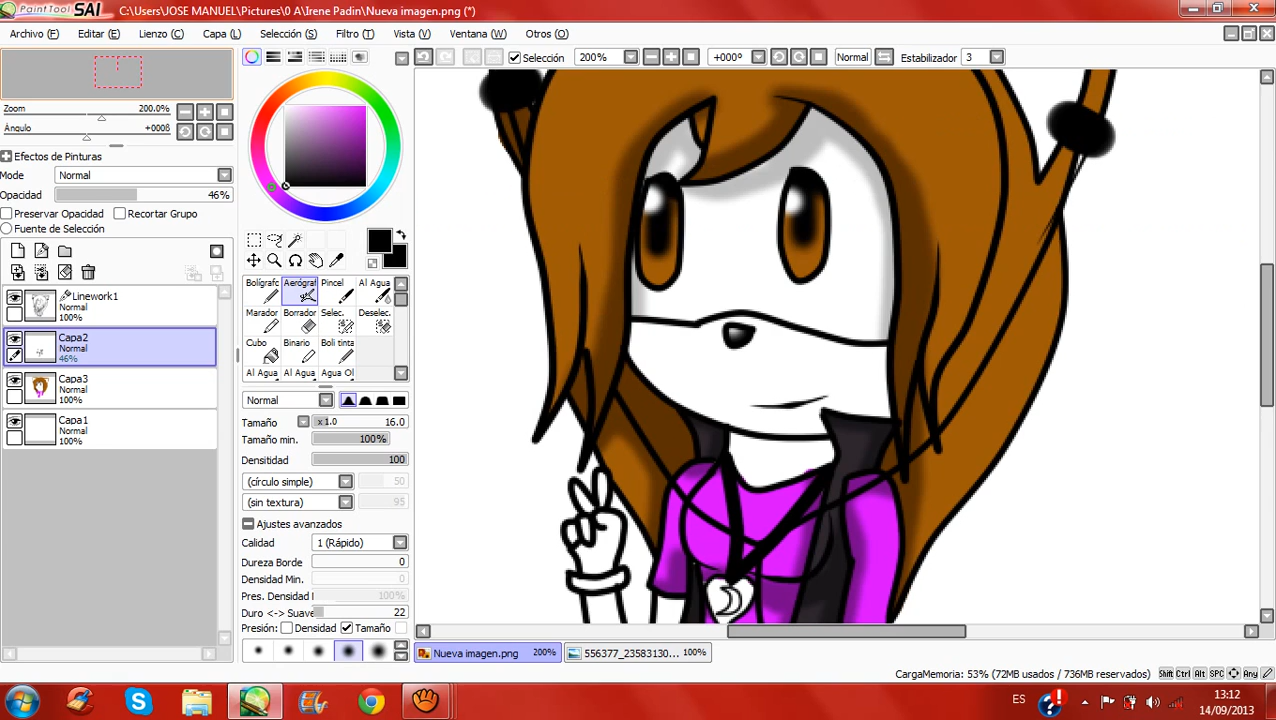 PaintTool SAI C:\Users\JOSE MANUEL\Pictures\0 A\Irene Padin\Nueva imagen.png (*)
Archivo (F) Editar (E) Lienzo (C) Capa (L) Selección (S) Filtro (T) Vista (V) Ventana (W) Otros (O)
Selección 200% +000º Normal Estabilizador 3
Zoom 200.0%
Ángulo +000ß
Efectos de Pinturas
Mode Normal
Opacidad 46%
Preservar Opacidad Recortar Grupo
Fuente de Selección
Linework1
Normal
100%
Capa2
Normal
46%
Capa3
Normal
100%
Capa1
Normal
100%
Bolígrafc Aerógraf Pincel Al Agua
Marador Borrador Selec. Deselec.
Cubo Binario Boli tinta
Al Agua Al Agua Agua Ol
Normal
Tamaño x1.0 16.0
Tamaño min. 100%
Densitidad 100
(círculo simple) 50
(sin textura) 95
Ajustes avanzados
Calidad 1 (Rápido)
Dureza Borde 0
Densidad Min.
Pres. Densidad 100%
Duro <-> Suave 22
Presión: Densidad Tamaño
Nueva imagen.png 200% 556377_23583130... 100%
CargaMemoria: 53% (72MB usados / 736MB reservados) Shift Ctrl Alt SPC Any
ES 13:12
14/09/2013